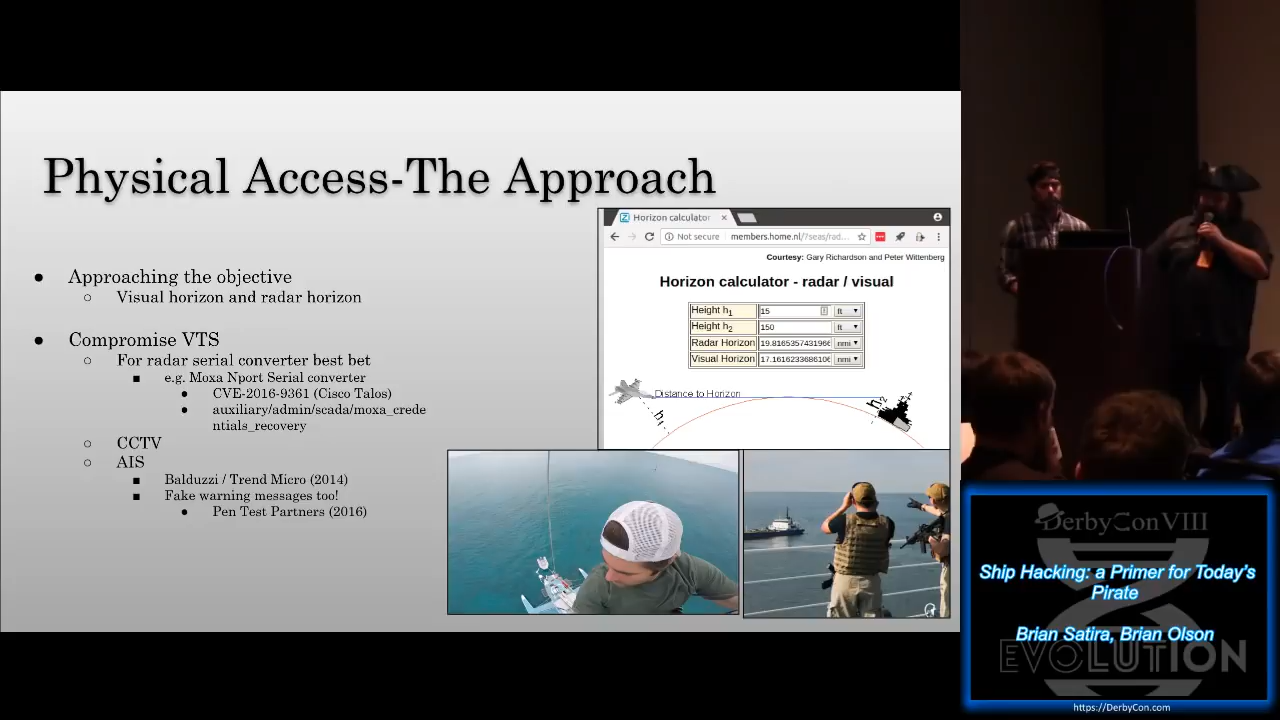 Physical Access-The Approach
● Approaching the objective
○ Visual horizon and radar horizon
● Compromise VTS
○ For radar serial converter best bet
■ e.g. Moxa Nport Serial converter
● CVE-2016-9361 (Cisco Talos)
● auxiliary/admin/scada/moxa_crede
ntials_recovery
○ CCTV
○ AIS
■ Balduzzi / Trend Micro (2014)
■ Fake warning messages too!
● Pen Test Partners (2016)
Horizon calculator
Not secure members.home.nl/7seas/rad...
Courtesy: Gary Richardson and Peter Wittenberg
Horizon calculator - radar / visual
Height h1 15 ft
Height h2 150 ft
Radar Horizon nmi
Visual Horizon nmi
Distance to Horizon
h1
h2
DerbyCon VIII
Ship Hacking: a Primer for Today's
Pirate
Brian Satira, Brian Olson
EVOLUTION
https://DerbyCon.com